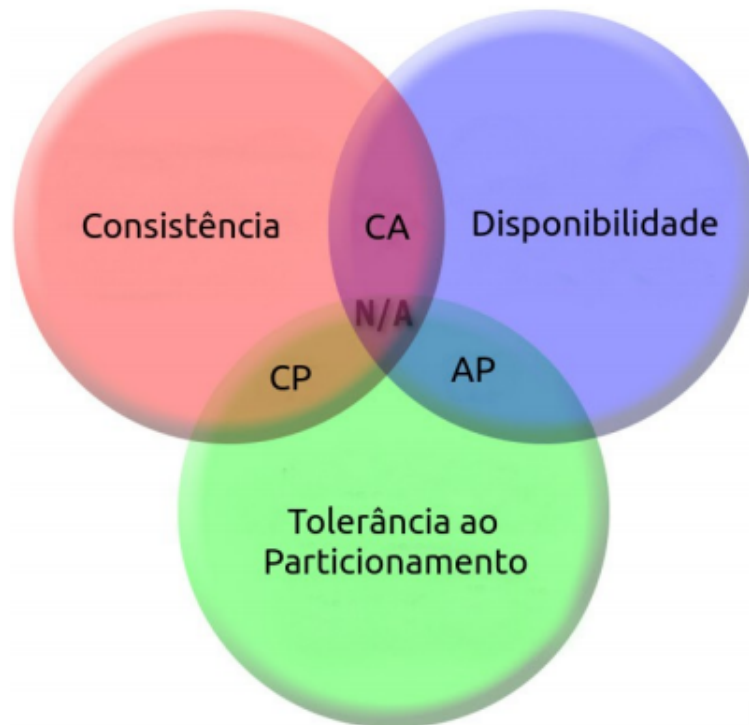 Consistência
CA
Disponibilidade
N/A
CP
AP
Tolerância ao
Particionamento